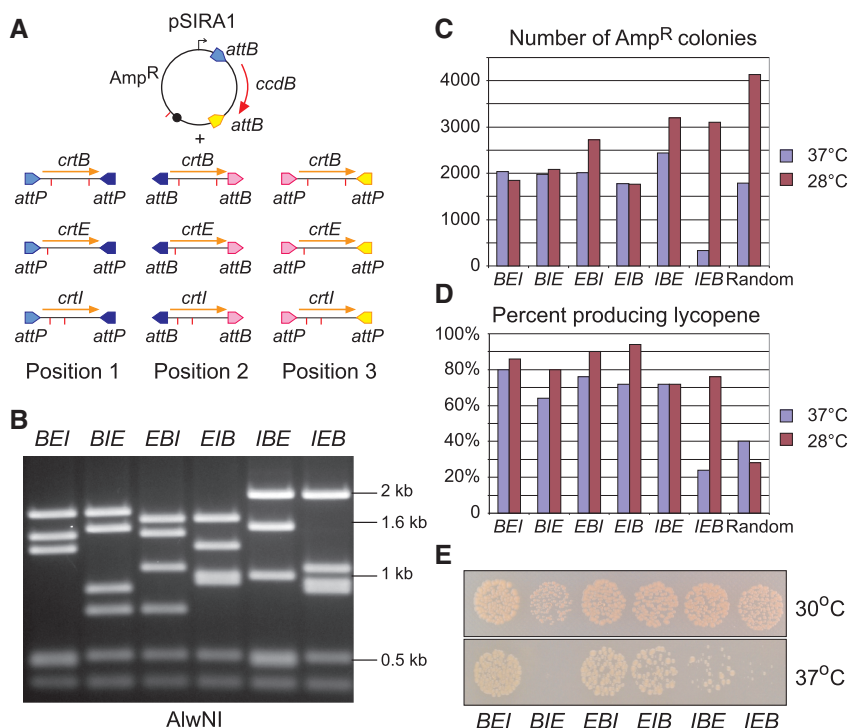 A
pSIRA1
attB
Amp^R
ccdB
attB
+
crtB crtB crtB
attP attP attB attB attP attP
crtE crtE crtE
attP attP attB attB attP attP
crtI crtI crtI
attP attP attB attB attP attP
Position 1 Position 2 Position 3
B
BEI BIE EBI EIB IBE IEB
2 kb
1.6 kb
1 kb
0.5 kb
AlwNI
C
Number of Amp^R colonies
4000
3000
2000
1000
0
BEI BIE EBI EIB IBE IEB Random
37°C
28°C
D
Percent producing lycopene
100%
80%
60%
40%
20%
BEI BIE EBI EIB IBE IEB Random
37°C
28°C
E
30°C
37°C
BEI BIE EBI EIB IBE IEB